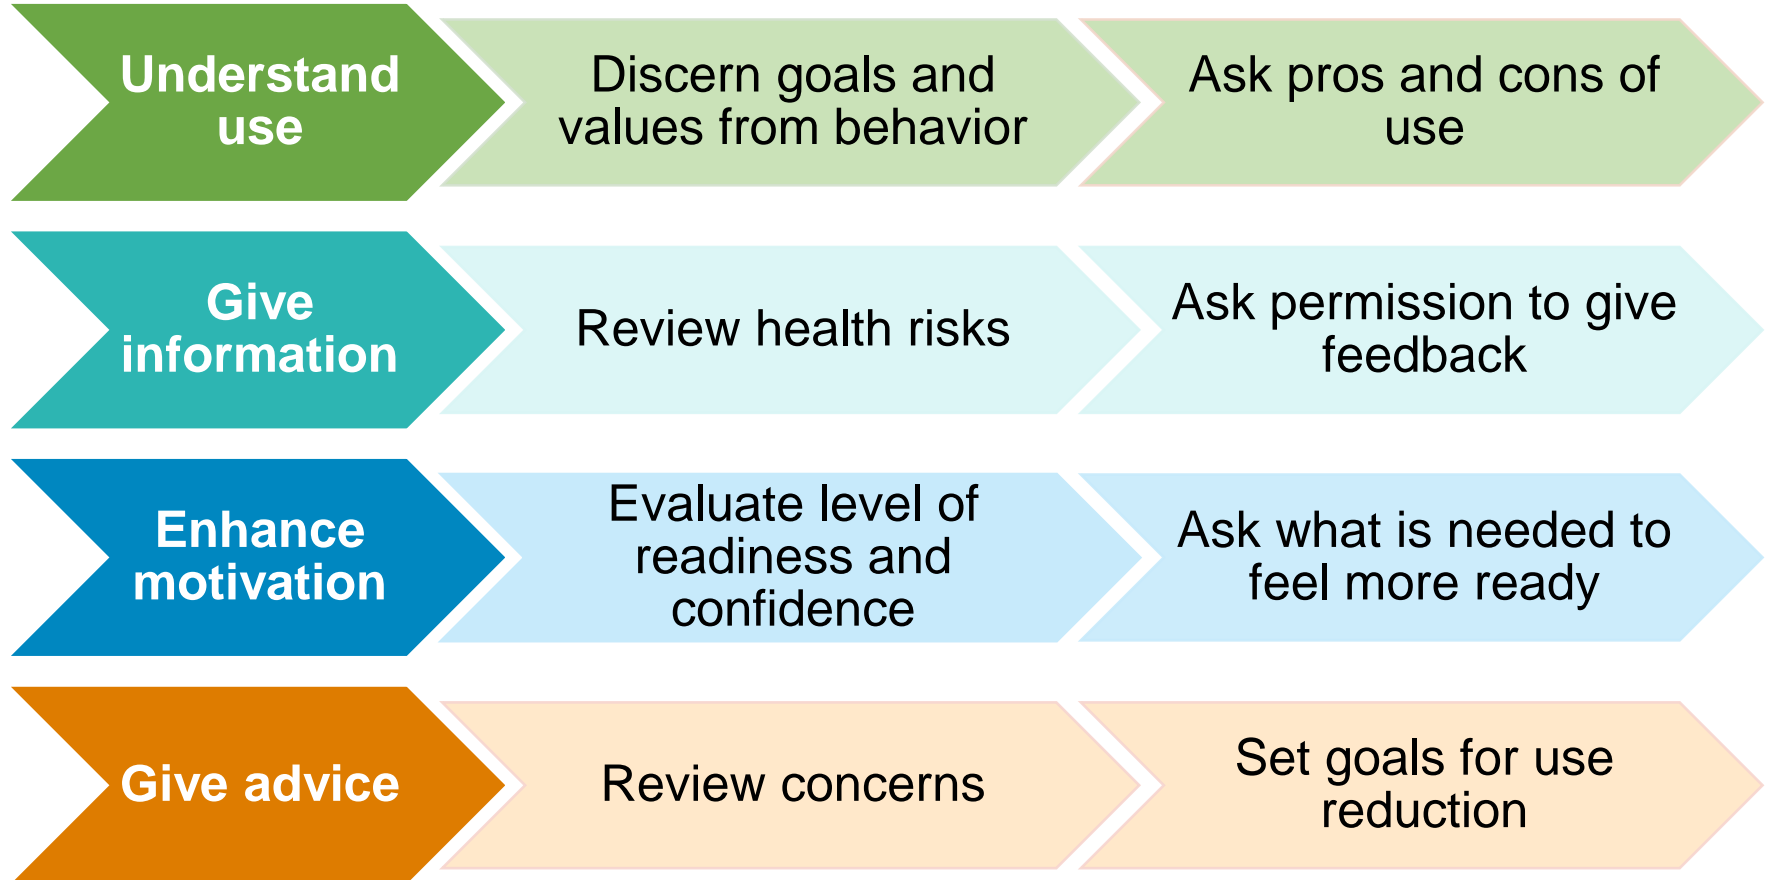 Understand
use
Discern goals and
values from behavior
Ask pros and cons of
use
Give
information
Review health risks
Ask permission to give
feedback
Enhance
motivation
Evaluate level of
readiness and
confidence
Ask what is needed to
feel more ready
Give advice
Review concerns
Set goals for use
reduction